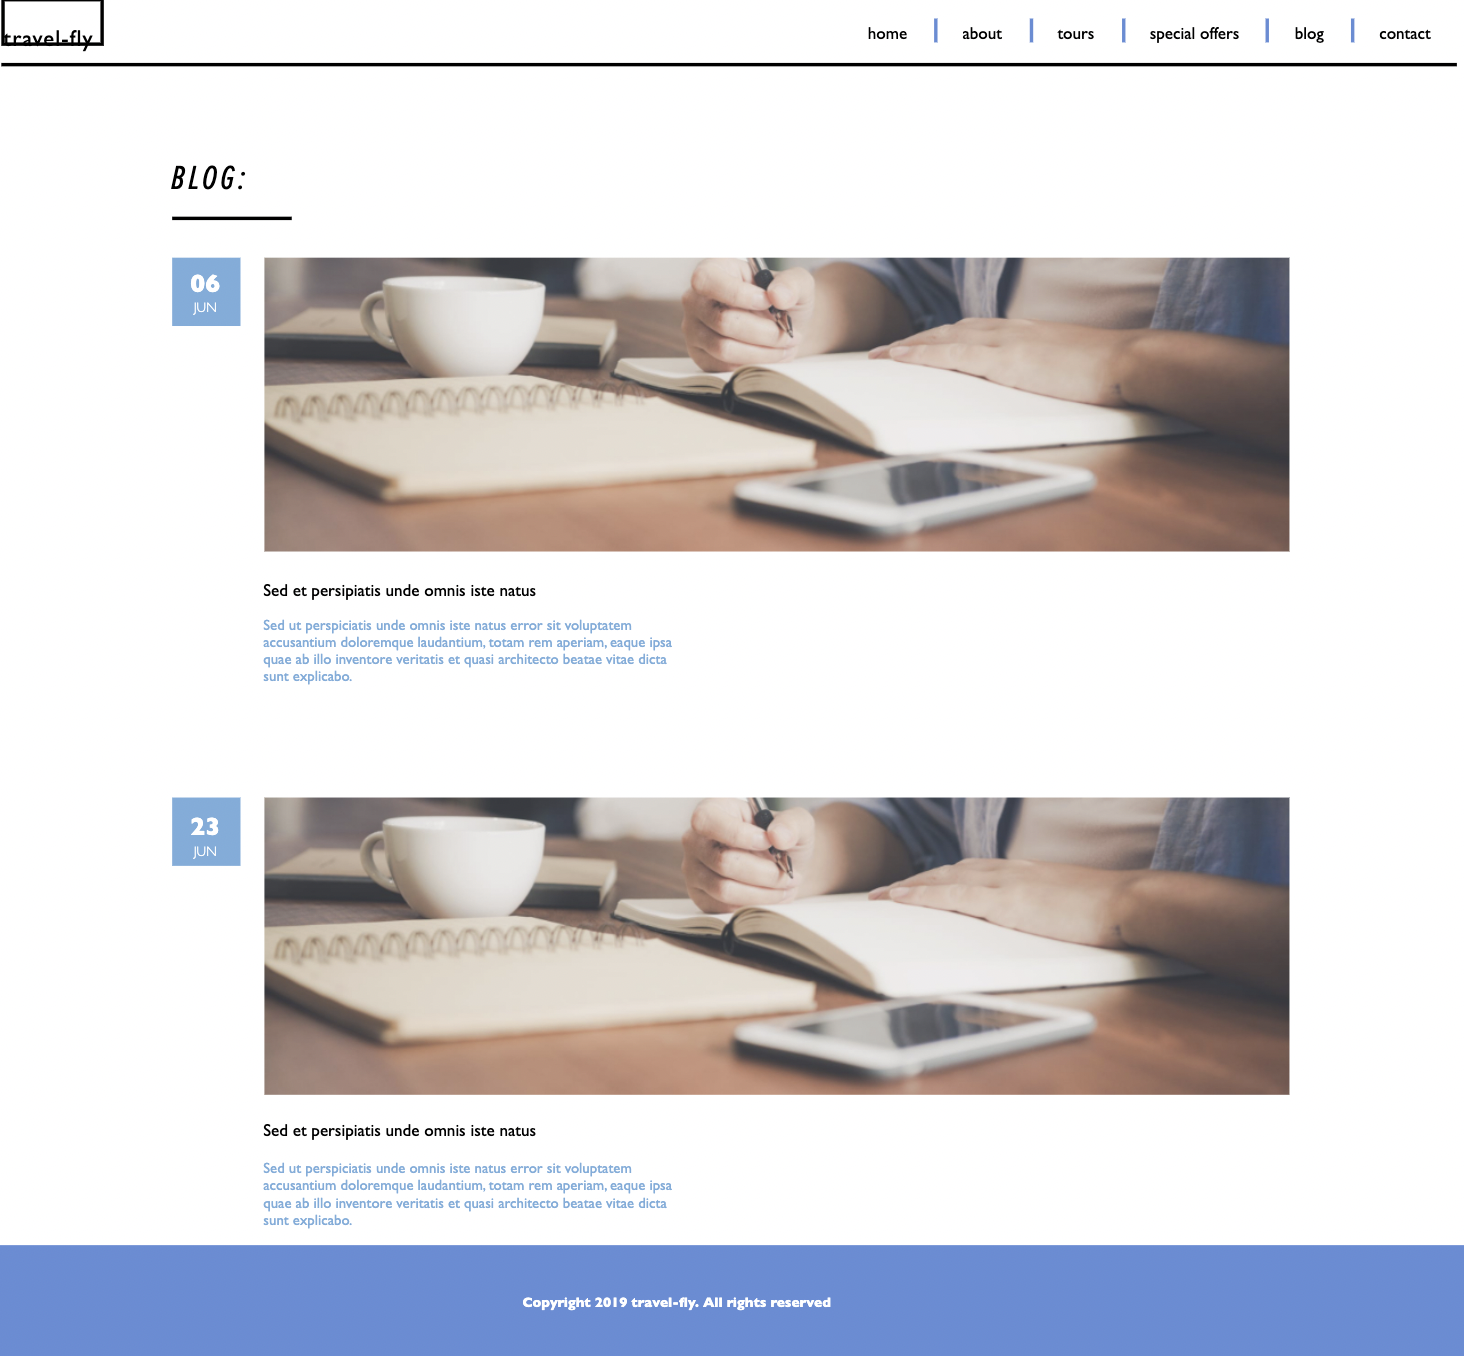 travel-fly
home about tours special offers blog contact
BLOG:
06
JUN
Sed et persipiatis unde omnis iste natus
Sed ut perspiciatis unde omnis iste natus error sit voluptatem
accusantium doloremque laudantium, totam rem aperiam, eaque ipsa
quae ab illo inventore veritatis et quasi architecto beatae vitae dicta
sunt explicabo.
23
JUN
Sed et persipiatis unde omnis iste natus
Sed ut perspiciatis unde omnis iste natus error sit voluptatem
accusantium doloremque laudantium, totam rem aperiam, eaque ipsa
quae ab illo inventore veritatis et quasi architecto beatae vitae dicta
sunt explicabo.
Copyright 2019 travel-fly. All rights reserved